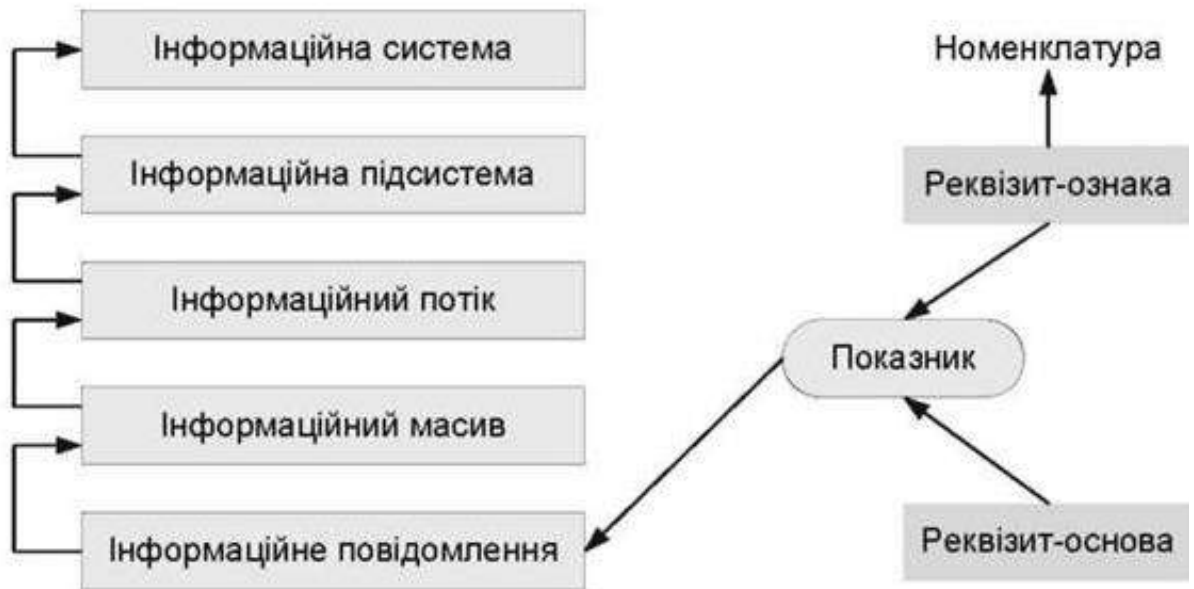 Інформаційна система
Інформаційна підсистема
Інформаційний потік
Інформаційний масив
Інформаційне повідомлення
Номенклатура
Реквізит-ознака
Показник
Реквізит-основа